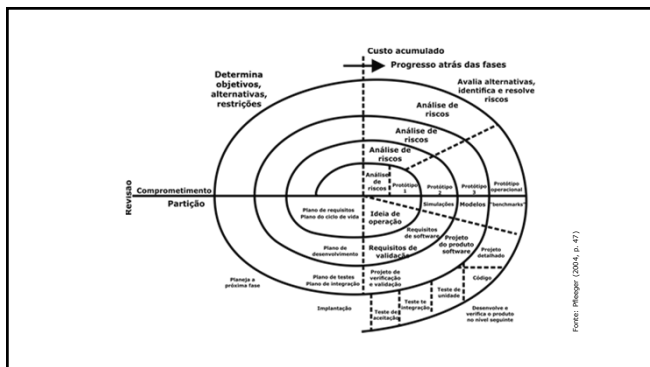 Custo acumulado
Progresso atrás das fases
Determina
objetivos,
alternativas,
restrições
Avalia alternativas,
identifica e resolve
riscos
Análise de
riscos
Análise de
riscos
Análise de
riscos
Análise
de
riscos
Protótipo
1
Protótipo
2
Protótipo
3
Protótipo
operacional
Revisão
Comprometimento
Partição
Plano de requisitos
Plano do ciclo de vida
Ideia de
operação
Simulações
Modelos
"benchmarks"
Requisitos
de software
Projeto
do produto
software
Projeto
detalhado
Plano de
desenvolvimento
Requisitos de
validação
Planeja a
próxima fase
Plano de testes
Plano de integração
Projeto de
verificação
e validação
Código
Teste de
unidade
Teste te
integração
Teste de
aceitação
Implantação
Desenvolve e
verifica o produto
no nível seguinte
Fonte: Pfleeger (2004, p. 47)